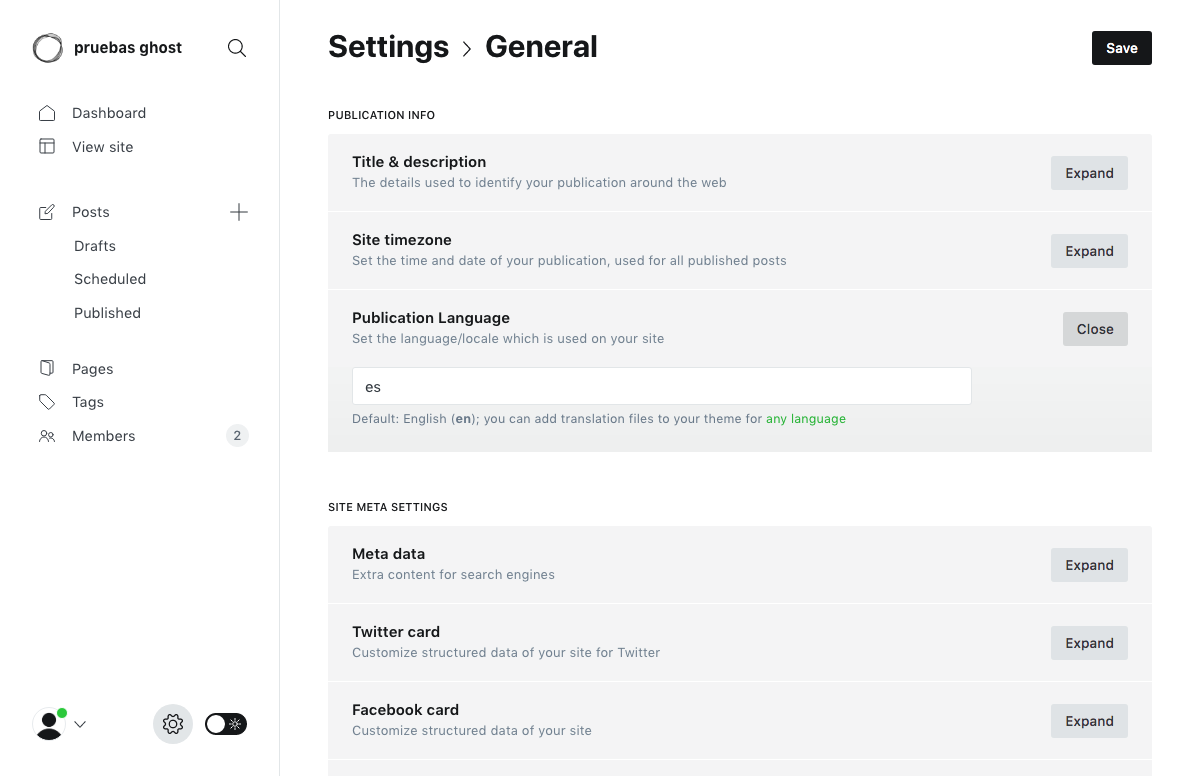 pruebas ghost
Dashboard
View site
Posts
Drafts
Scheduled
Published
Pages
Tags
Members
2
Settings > General
Save
PUBLICATION INFO
Title & description
The details used to identify your publication around the web
Expand
Site timezone
Set the time and date of your publication, used for all published posts
Expand
Publication Language
Set the language/locale which is used on your site
Close
es
Default: English (en); you can add translation files to your theme for any language
SITE META SETTINGS
Meta data
Extra content for search engines
Expand
Twitter card
Customize structured data of your site for Twitter
Expand
Facebook card
Customize structured data of your site
Expand